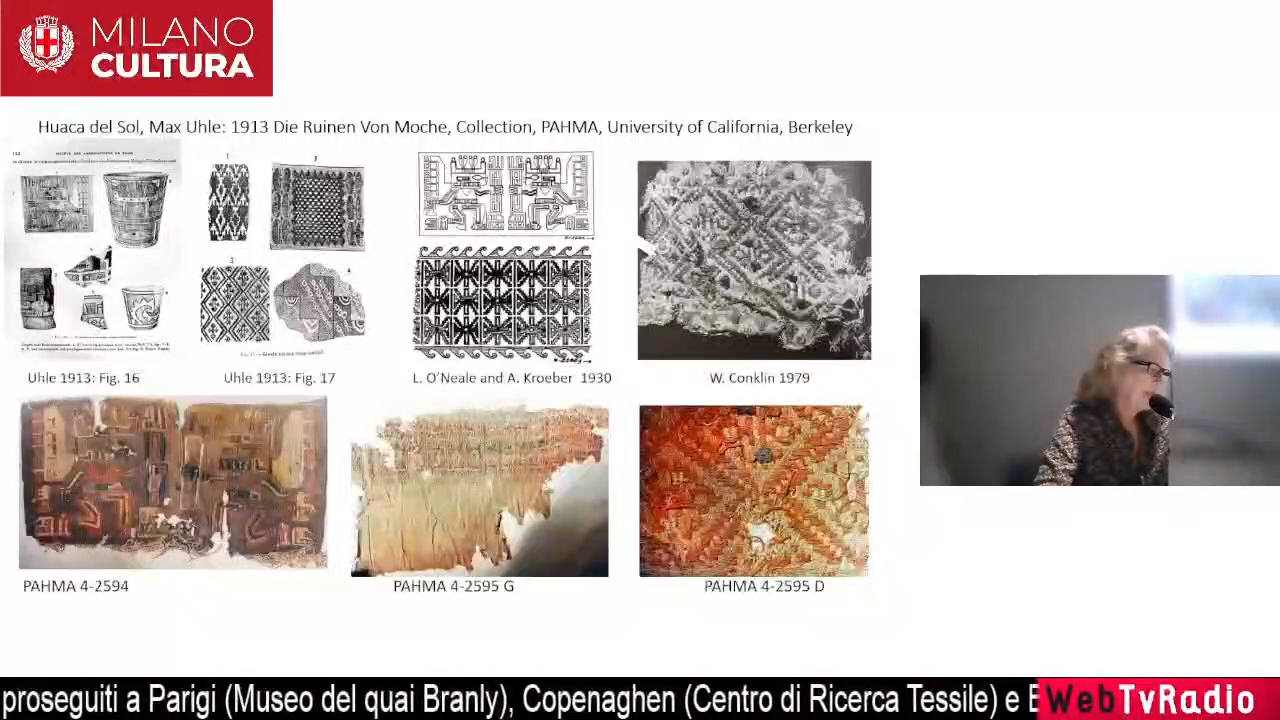 MILANO
CULTURA
Huaca del Sol, Max Uhle: 1913 Die Ruinen Von Moche, Collection, PAHMA, University of California, Berkeley
Uhle 1913: Fig. 16
Uhle 1913: Fig. 17
L. O'Neale and A. Kroeber 1930
W. Conklin 1979
PAHMA 4-2594
PAHMA 4-2595 G
PAHMA 4-2595 D
proseguiti a Parigi (Museo del quai Branly), Copenaghen (Centro di Ricerca Tessile) e
WebTvRadio